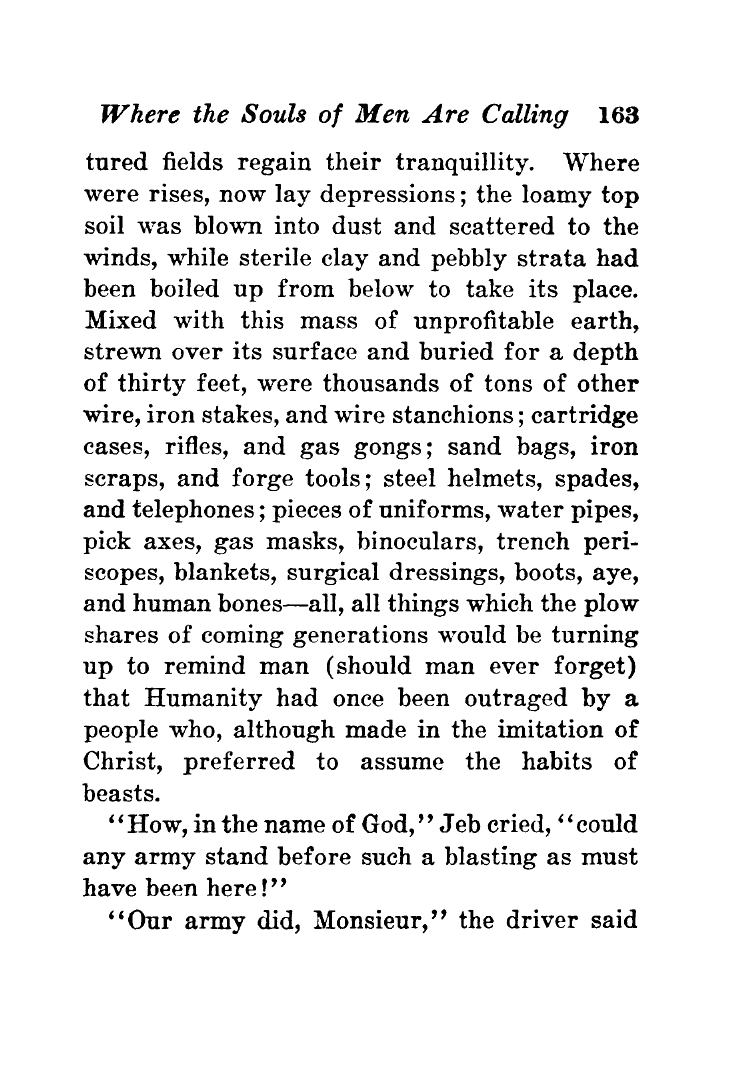 Where the Souls of Men Are Calling 163
tured fields regain their tranquillity. Where
were rises, now lay depressions; the loamy top
soil was blown into dust and scattered to the
winds, while sterile clay and pebbly strata had
been boiled up from below to take its place.
Mixed with this mass of unprofitable earth,
strewn over its surface and buried for a depth
of thirty feet, were thousands of tons of other
wire, iron stakes, and wire stanchions; cartridge
cases, rifles, and gas gongs; sand bags, iron
scraps, and forge tools; steel helmets, spades,
and telephones; pieces of uniforms, water pipes,
pick axes, gas masks, binoculars, trench peri-
scopes, blankets, surgical dressings, boots, aye,
and human bones—all, all things which the plow
shares of coming generations would be turning
up to remind man (should man ever forget)
that Humanity had once been outraged by a
people who, although made in the imitation of
Christ, preferred to assume the habits of
beasts.
“How, in the name of God,” Jeb cried, “could
any army stand before such a blasting as must
have been here!”
“Our army did, Monsieur,” the driver said